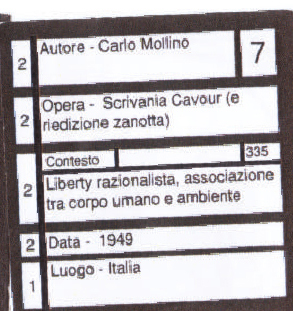 2 Autore - Carlo Mollino 7
2 Opera - Scrivania Cavour (e
riedizione zanotta)
Contesto 335
2 Liberty razionalista, associazione
tra corpo umano e ambiente
2 Data - 1949
1 Luogo - Italia